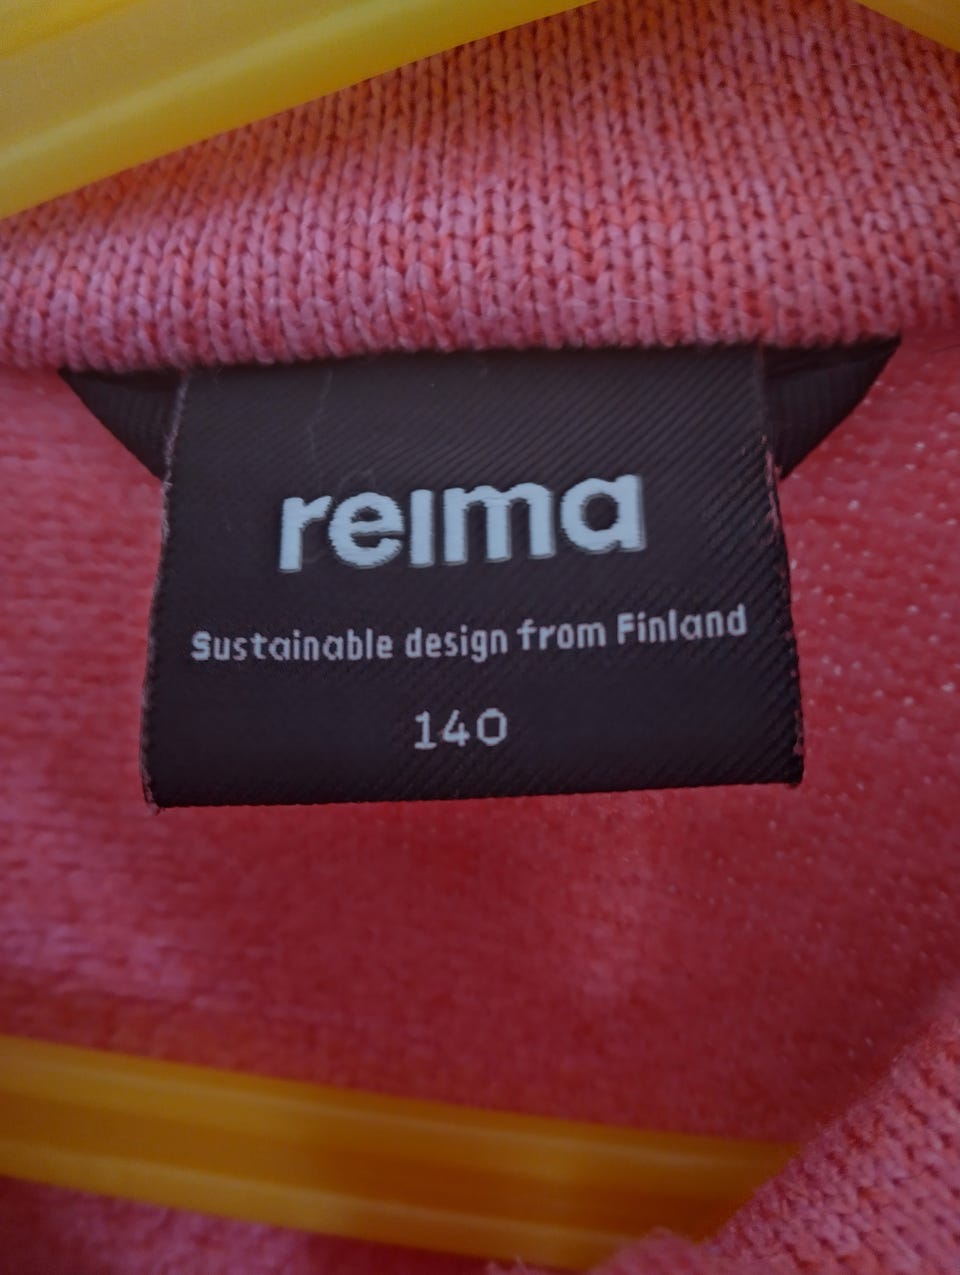 reima
Sustainable design from Finland
140